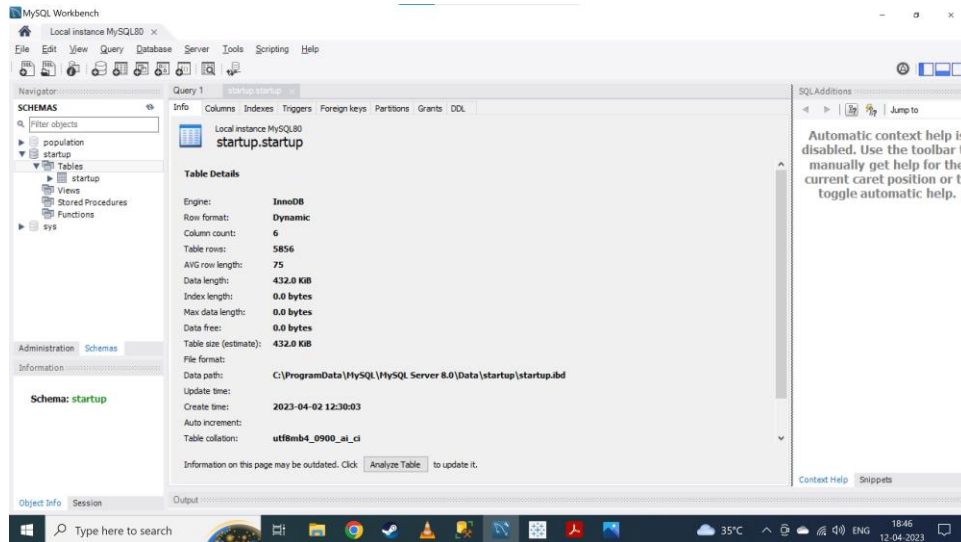 MySQL Workbench
Local instance MySQL80 ×
File Edit View Query Database Server Tools Scripting Help
Navigator
SCHEMAS
Filter objects
population
startup
Tables
startup
Views
Stored Procedures
Functions
sys
Administration Schemas
Information
Schema: startup
Object Info Session
Query 1 startup.startup
Info Columns Indexes Triggers Foreign keys Partitions Grants DDL
Local instance MySQL80
startup.startup
Table Details
Engine: InnoDB
Row format: Dynamic
Column count: 6
Table rows: 5856
AVG row length: 75
Data length: 432.0 KiB
Index length: 0.0 bytes
Max data length: 0.0 bytes
Data free: 0.0 bytes
Table size (estimate): 432.0 KiB
File format:
Data path: C:\ProgramData\MySQL\MySQL Server 8.0\Data\startup\startup.ibd
Update time:
Create time: 2023-04-02 12:30:03
Auto increment:
Table collation: utf8mb4_0900_ai_ci
Information on this page may be outdated. Click Analyze Table to update it.
Output
SQLAdditions
Jump to
Automatic context help is
disabled. Use the toolbar t
manually get help for the
current caret position or t
toggle automatic help.
Context Help Snippets
Type here to search
35°C ENG 18:46
12-04-2023